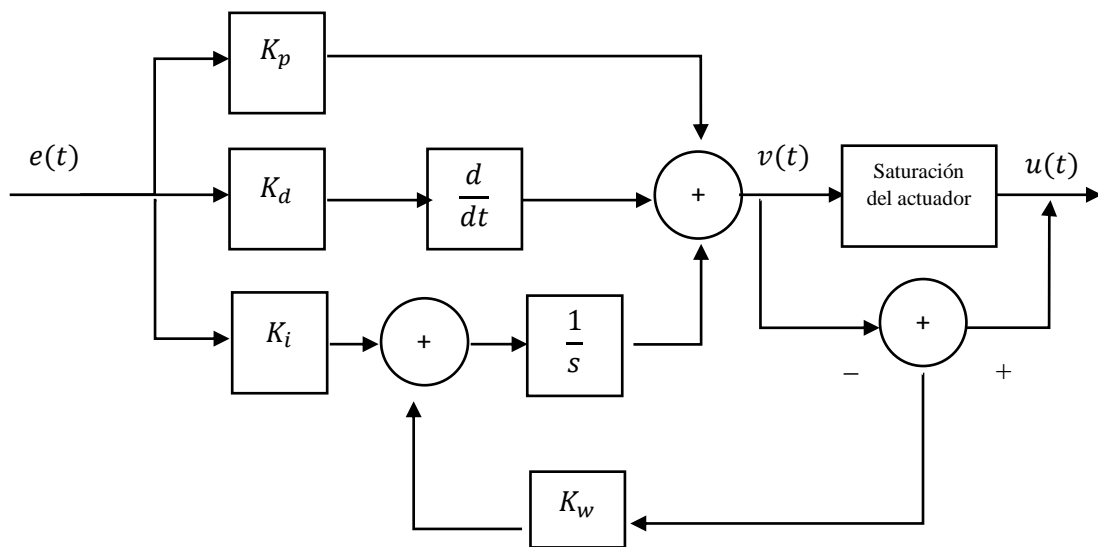 K_p
e(t)
K_d
d
dt
+
v(t)
Saturación
del actuador
u(t)
K_i
+
1
s
+
−
+
K_w